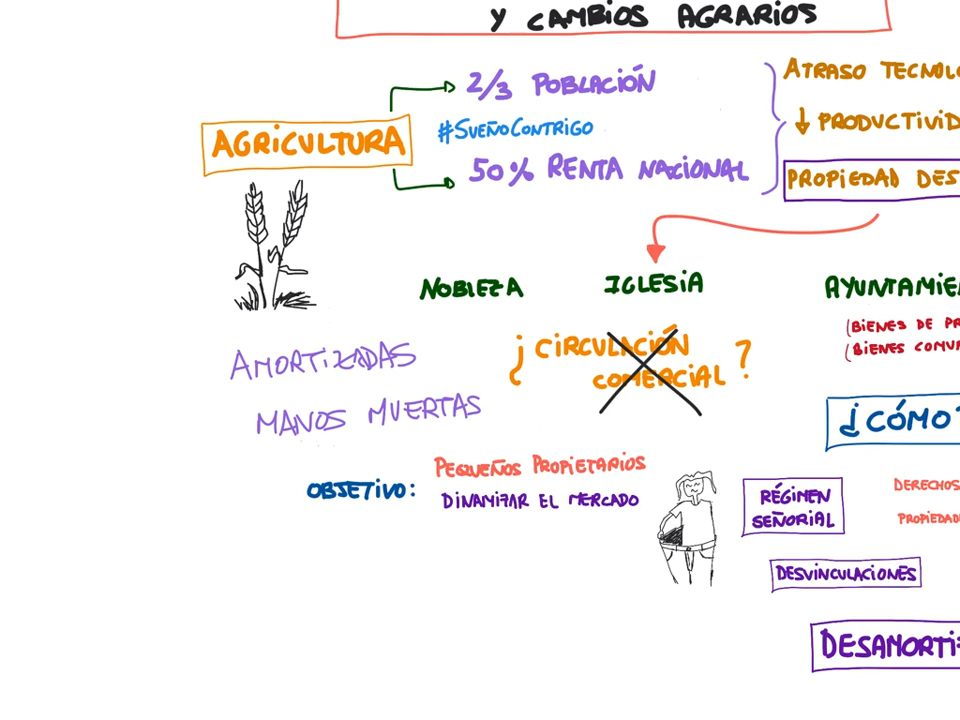 Y CAMBIOS AGRARIOS
AGRICULTURA
2/3 POBLACIÓN
#SUEÑOCONTRIGO
50% RENTA NACIONAL
ATRASO TECNOLO
↓ PRODUCTIVID
PROPIEDAD DES
NOBLEZA
IGLESIA
AYUNTAMIEN
(BIENES DE PR
(BIENES COMU
AMORTIZADAS
MANOS MUERTAS
¿CIRCULACIÓN
COMERCIAL?
¿CÓMO?
OBJETIVO:
PEQUEÑOS PROPIETARIOS
DINAMIZAR EL MERCADO
RÉGIMEN
SEÑORIAL
DERECHOS
PROPIEDAD
DESVINCULACIONES
DESAMORTI